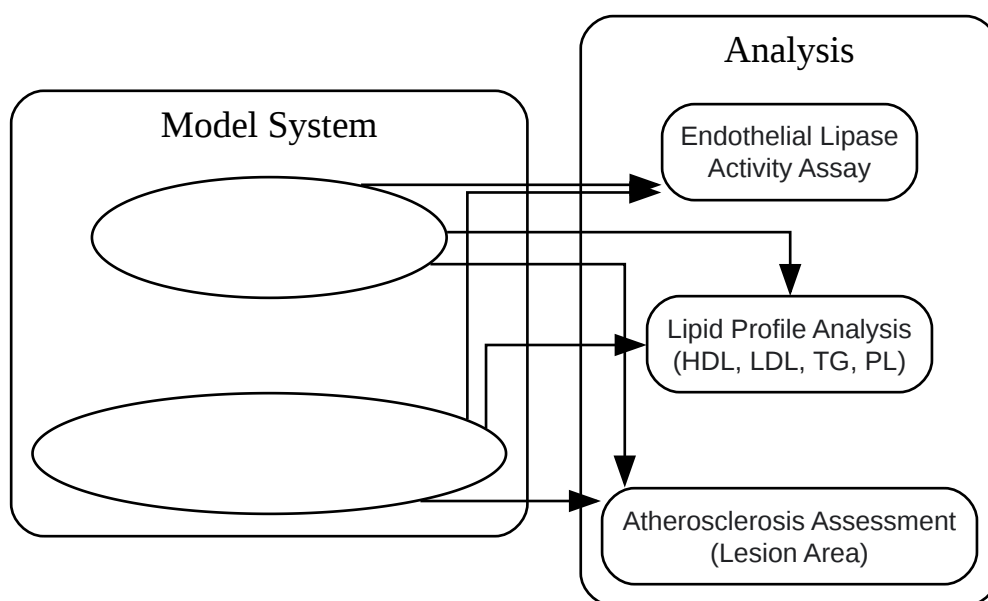 Analysis
Model System
Endothelial Lipase
Activity Assay
Lipid Profile Analysis
(HDL, LDL, TG, PL)
Atherosclerosis Assessment
(Lesion Area)